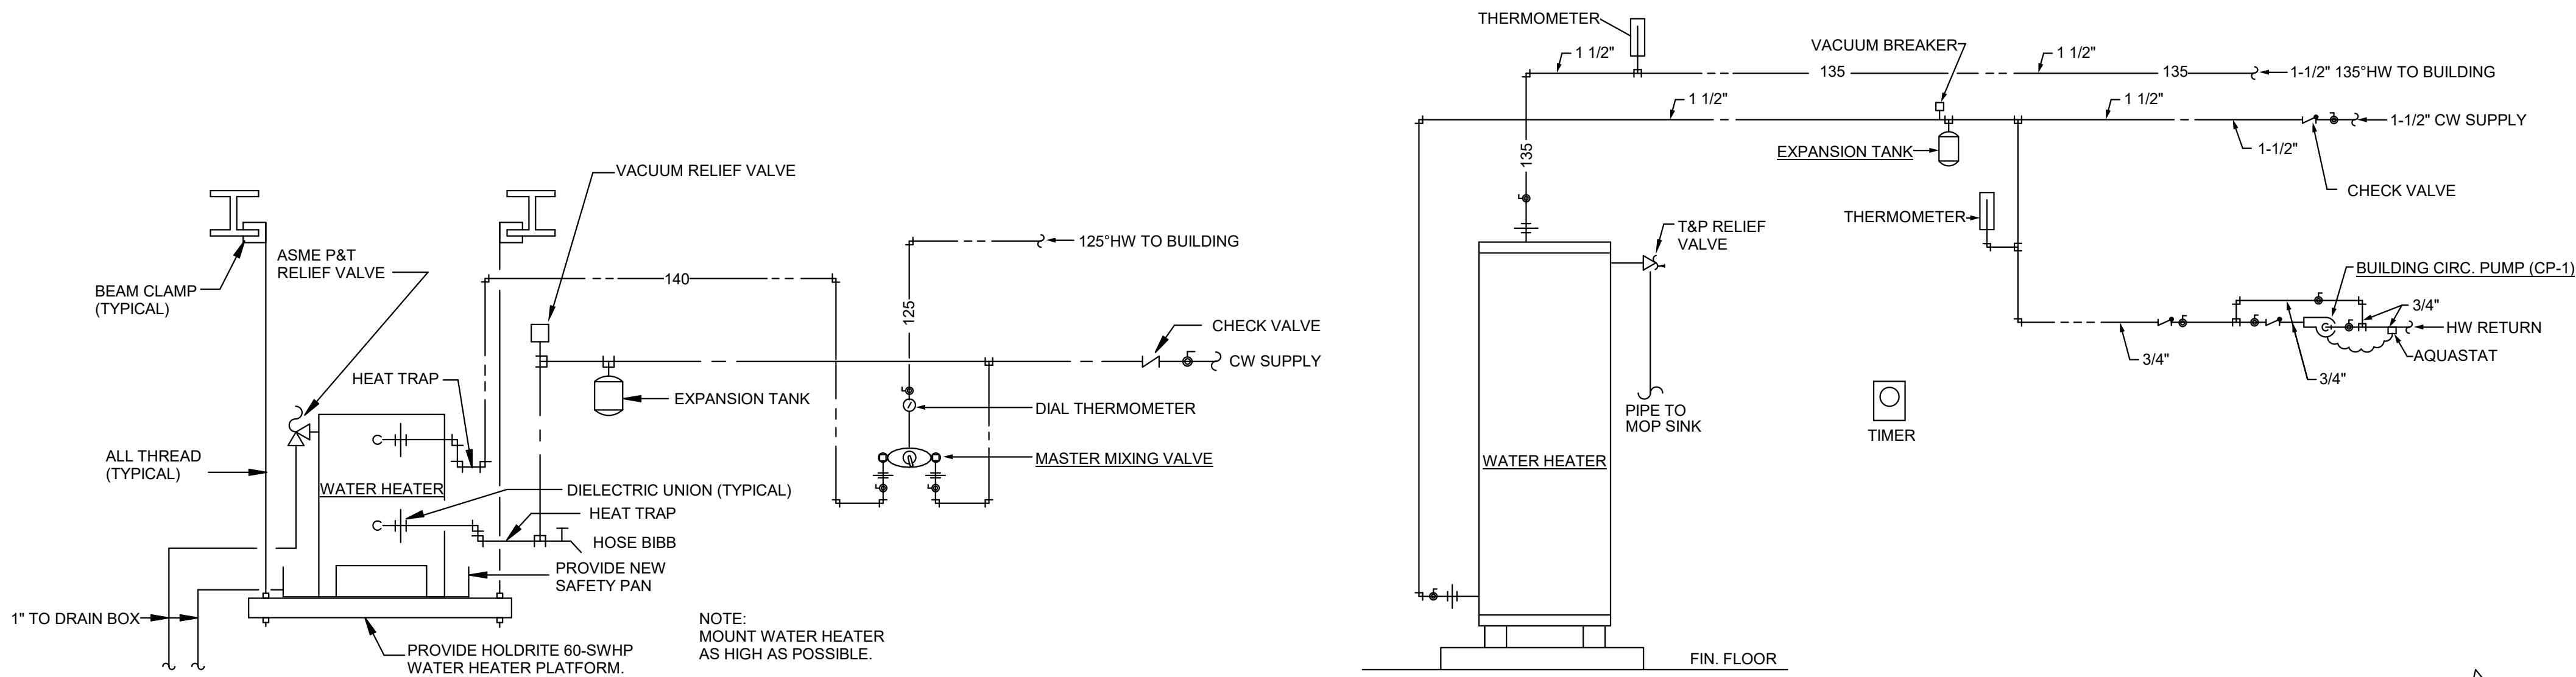 VACUUM RELIEF VALVE
ASME P&T
RELIEF VALVE
BEAM CLAMP
(TYPICAL)
125°HW TO BUILDING
140
125
CHECK VALVE
CW SUPPLY
HEAT TRAP
EXPANSION TANK
DIAL THERMOMETER
ALL THREAD
(TYPICAL)
MASTER MIXING VALVE
WATER HEATER
DIELECTRIC UNION (TYPICAL)
HEAT TRAP
HOSE BIBB
PROVIDE NEW
SAFETY PAN
1" TO DRAIN BOX
PROVIDE HOLDRITE 60-SWHP
WATER HEATER PLATFORM.
NOTE:
MOUNT WATER HEATER
AS HIGH AS POSSIBLE.
THERMOMETER
1 1/2"
VACUUM BREAKER
1 1/2"
135
135
1-1/2" 135°HW TO BUILDING
1 1/2"
1 1/2"
1-1/2" CW SUPPLY
135
EXPANSION TANK
1-1/2"
CHECK VALVE
THERMOMETER
T&P RELIEF
VALVE
BUILDING CIRC. PUMP (CP-1)
3/4"
HW RETURN
3/4"
AQUASTAT
3/4"
PIPE TO
MOP SINK
TIMER
WATER HEATER
FIN. FLOOR